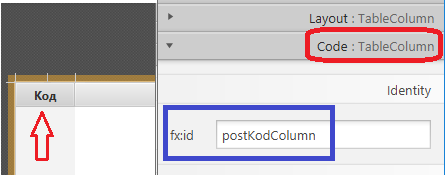 Layout : TableColumn
Code : TableColumn
Код
Identity
fx:id postKodColumn